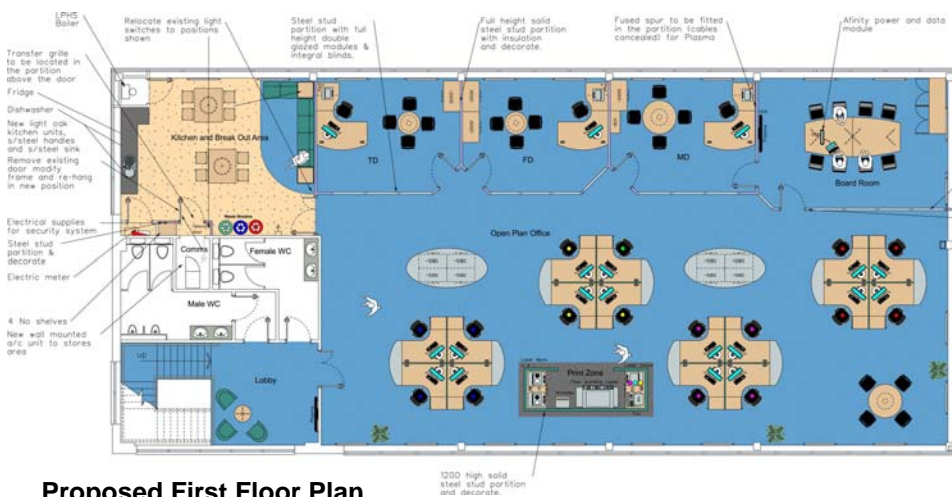 LPHS
Boiler
Transfer grille
to be located in
the partition
above the door
Fridge
Dishwasher
New light oak
kitchen units,
s/steel handles
and s/steel sink
Remove existing
door modify
frame and re-hang
in new position
Electrical supplies
for security system
Steel stud
partition &
decorate
Electric meter
4 No shelves
New wall mounted
a/c unit to stores
area
Relocate existing light
switches to positions
shown
Steel stud
partition with full
height double
glazed modules &
integral blinds.
Full height solid
steel stud partition
with insulation
and decorate.
Fused spur to be fitted
in the partition (cables
concealed) for Plasma
Afinity power and data
module
Kitchen and Break Out Area
TD
FD
MD
Board Room
Open Plan Office
Comms
Female WC
Male WC
Lobby
Print Zone
1200 high solid
steel stud partition
and decorate.
Proposed First Floor Plan